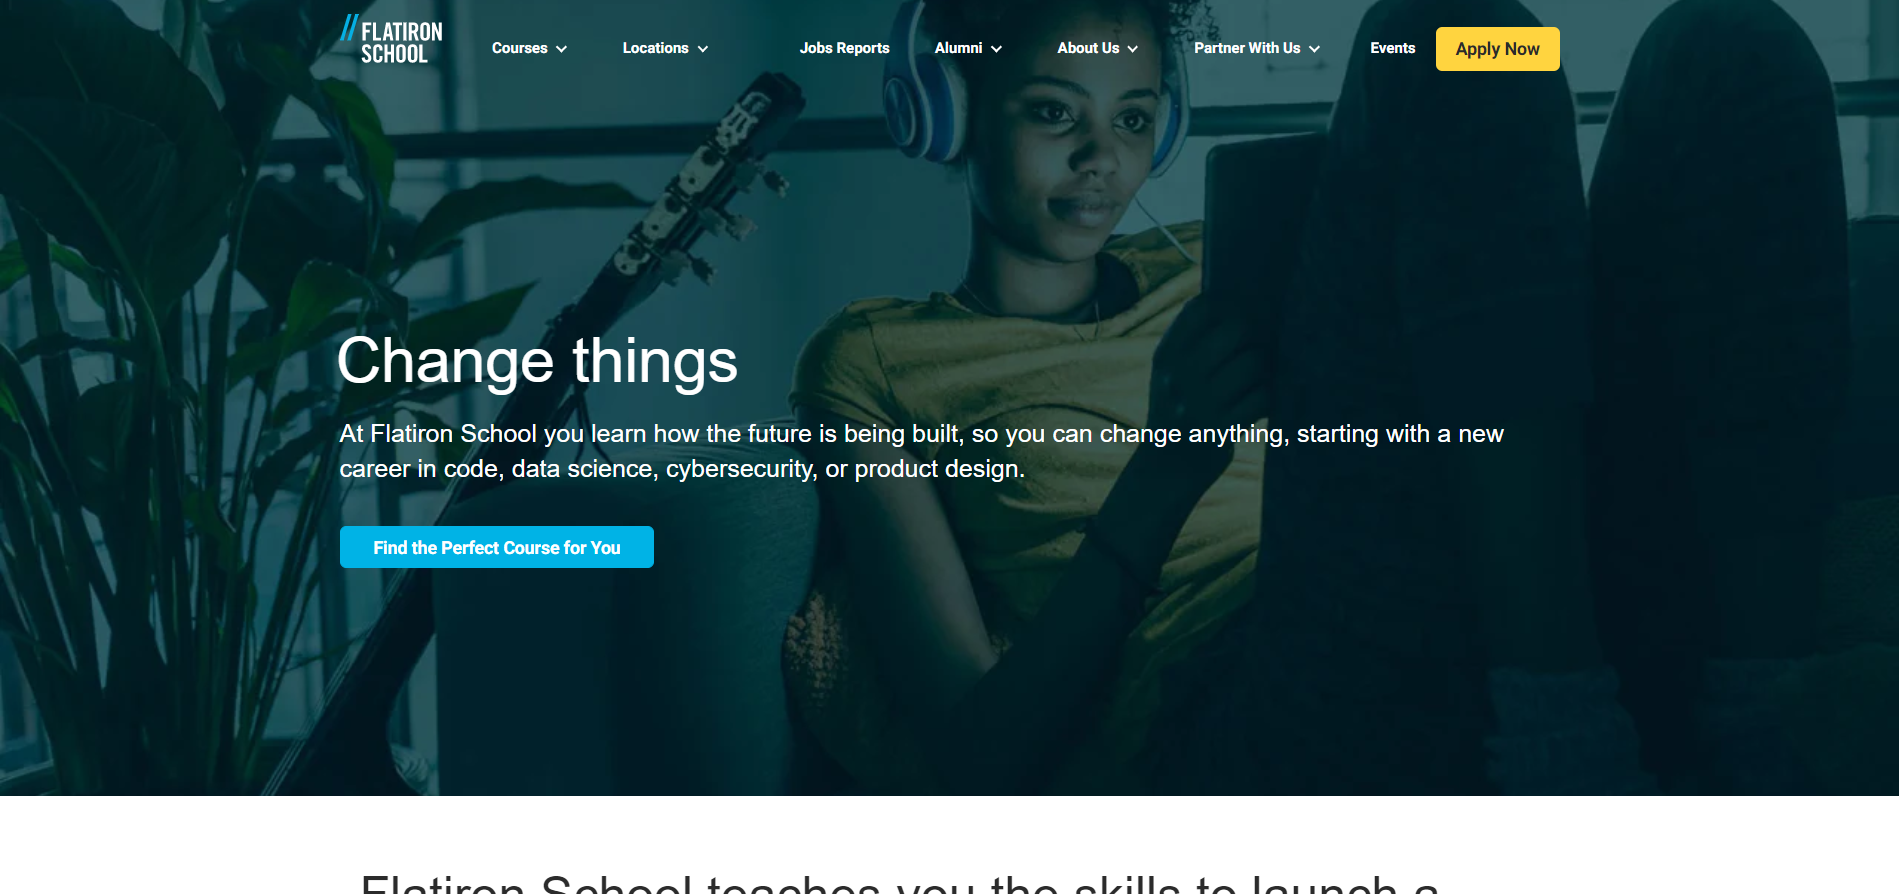 FLATIRON
SCHOOL
Courses
Locations
Jobs Reports
Alumni
About Us
Partner With Us
Events
Apply Now
Change things
At Flatiron School you learn how the future is being built, so you can change anything, starting with a new
career in code, data science, cybersecurity, or product design.
Find the Perfect Course for You
Flatiron School teaches you the skills to launch a